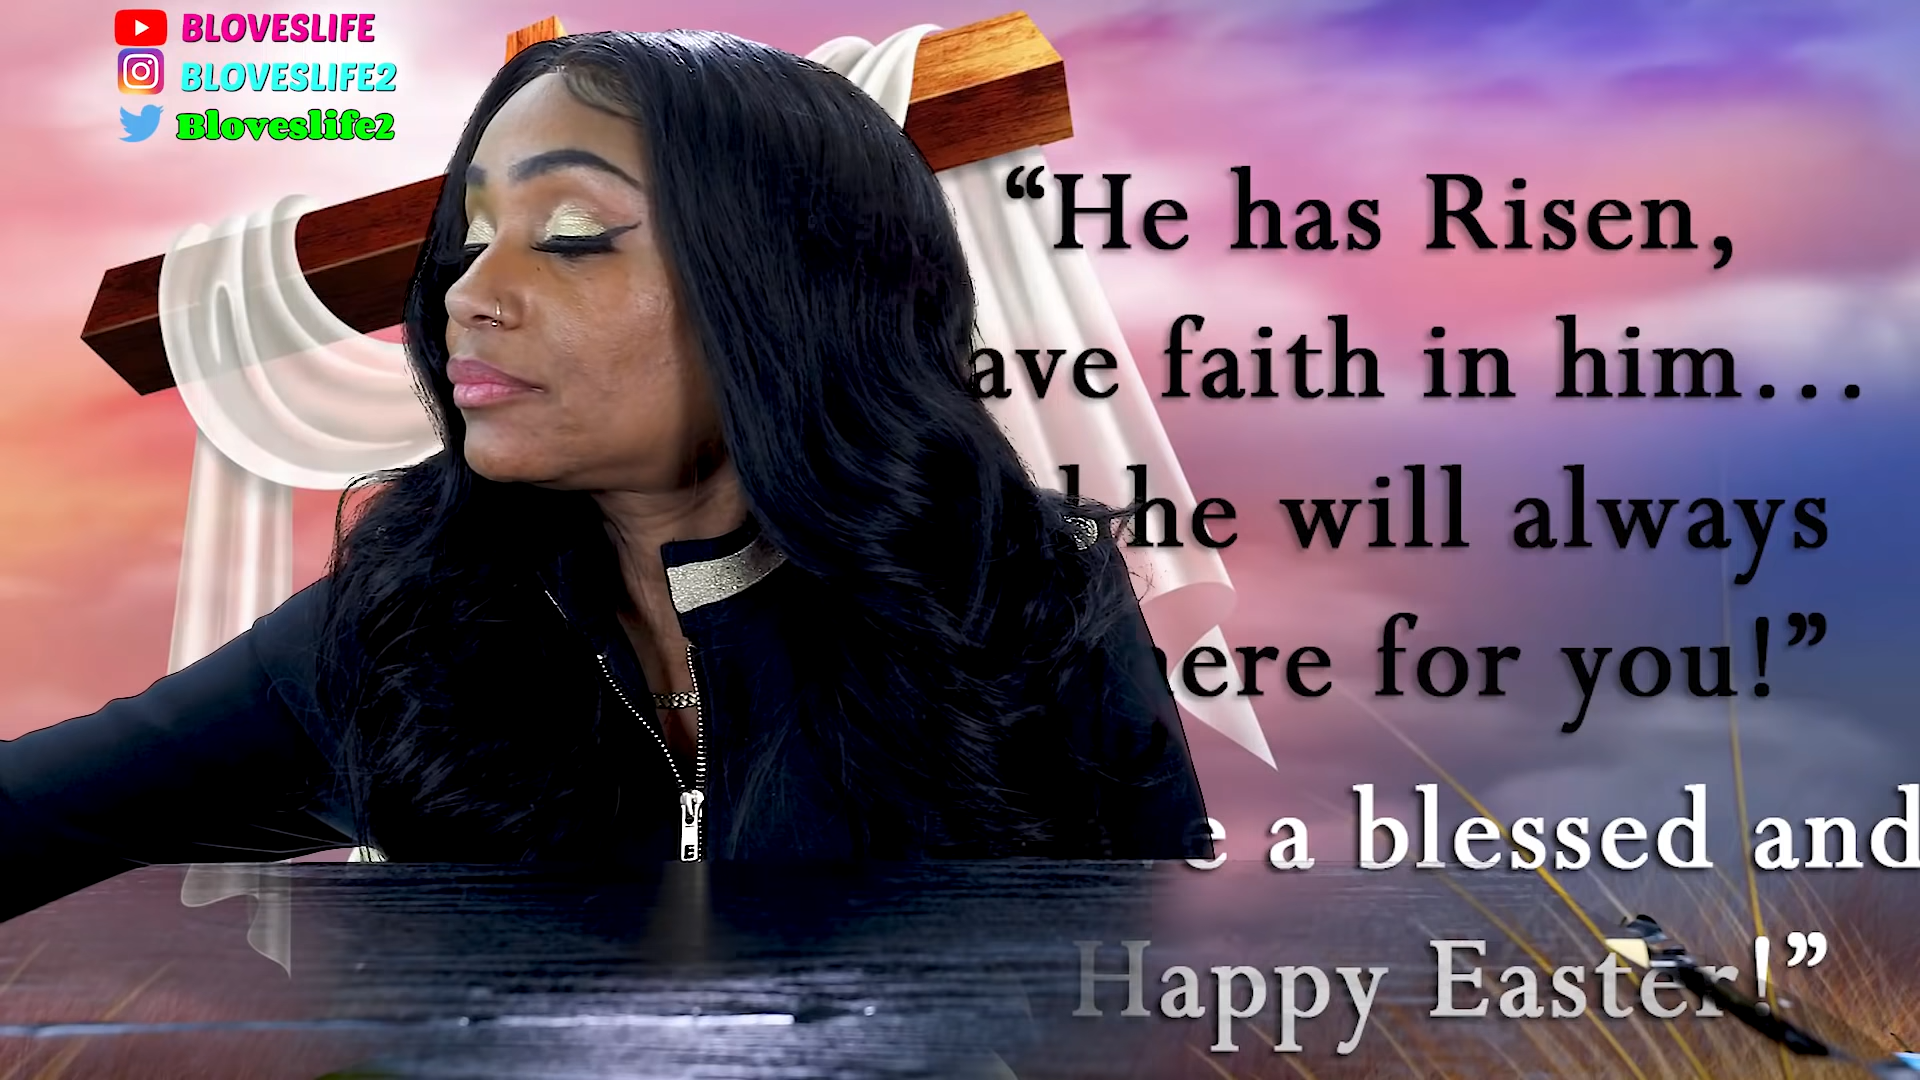 BLOVESLIFE
BLOVESLIFE2
Bloveslife2
“He has Risen,
ave faith in him...
he will always
ere for you!”
e a blessed and
Happy Easter!”
E